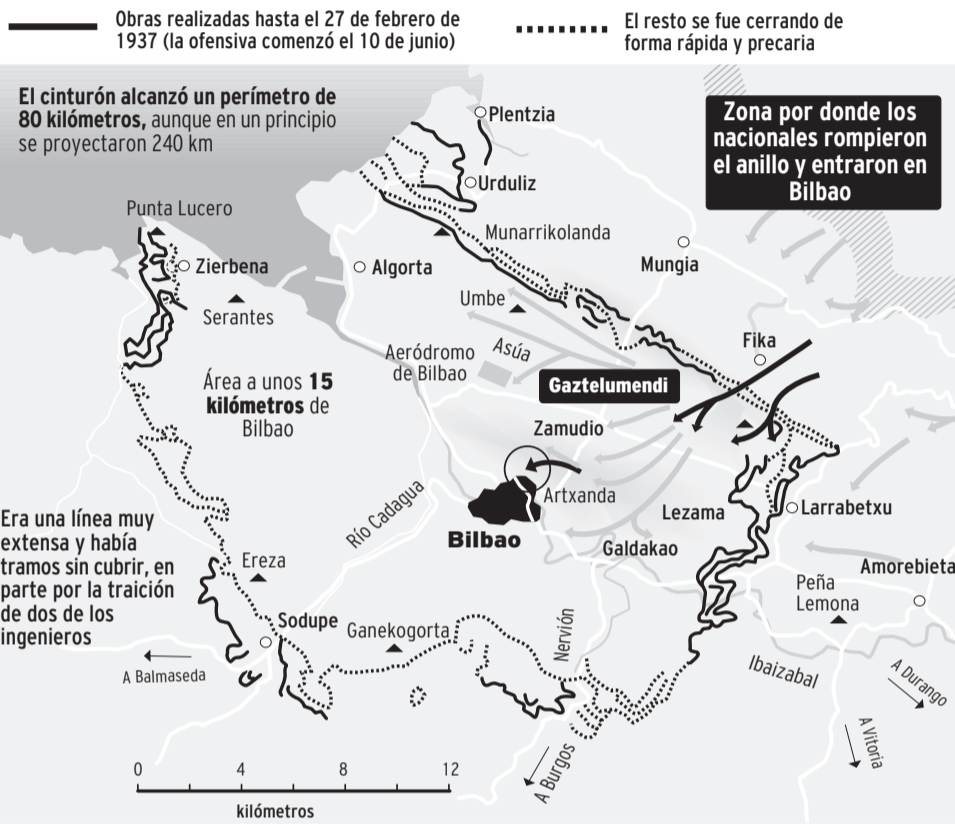 Obras realizadas hasta el 27 de febrero de
1937 (la ofensiva comenzó el 10 de junio)
El resto se fue cerrando de
forma rápida y precaria
El cinturón alcanzó un perímetro de
80 kilómetros, aunque en un principio
se proyectaron 240 km
Zona por donde los
nacionales rompieron
el anillo y entraron en
Bilbao
Plentzia
Urduliz
Punta Lucero
Munarrikolanda
Mungia
Zierbena
Algorta
Serantes
Umbe
Fika
Asúa
Aeródromo
de Bilbao
Gaztelumendi
Área a unos 15
kilómetros de
Bilbao
Zamudio
Artxanda
Río Cadagua
Bilbao
Lezama
Larrabetxu
Galdakao
Era una línea muy
extensa y había
tramos sin cubrir, en
parte por la traición
de dos de los
ingenieros
Ereza
Amorebieta
Peña
Lemona
Sodupe
Ganekogorta
Nervión
Ibaizabal
A Balmaseda
A Durango
A Vitoria
A Burgos
0 4 8 12
kilómetros